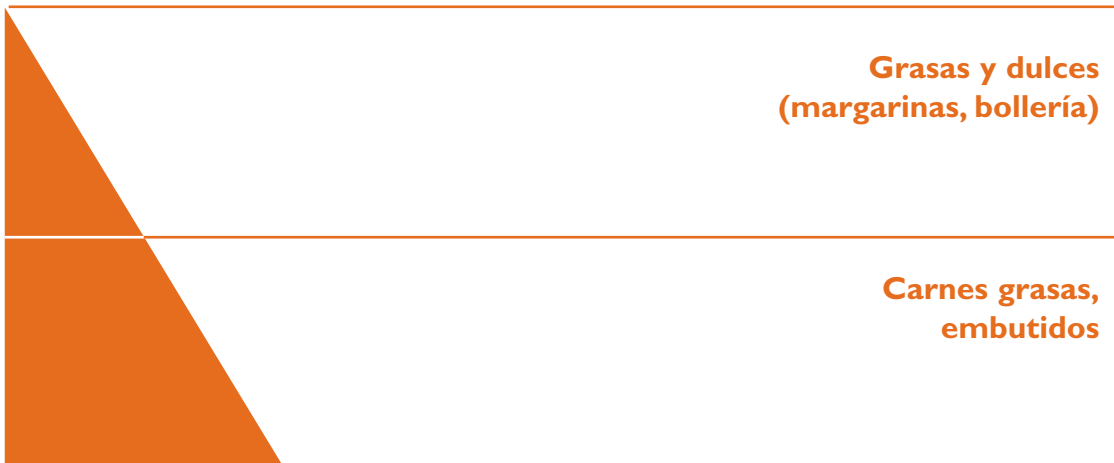 Grasas y dulces
(margarinas, bollería)
Carnes grasas,
embutidos